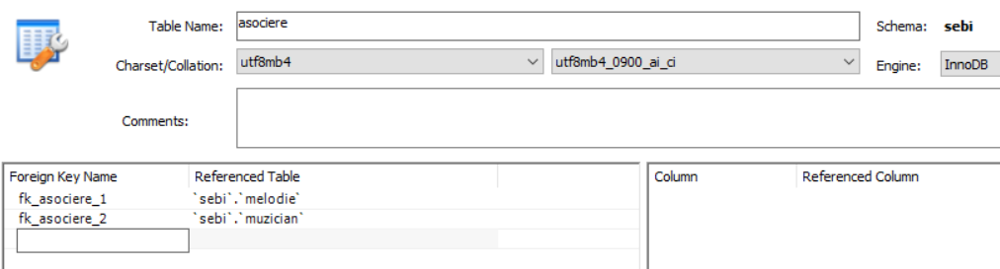 Table Name: asociere Schema: sebi
Charset/Collation: utf8mb4 utf8mb4_0900_ai_ci Engine: InnoDB
Comments:
Foreign Key Name Referenced Table Column Referenced Column
fk_asociere_1 `sebi`.`melodie`
fk_asociere_2 `sebi`.`muzician`